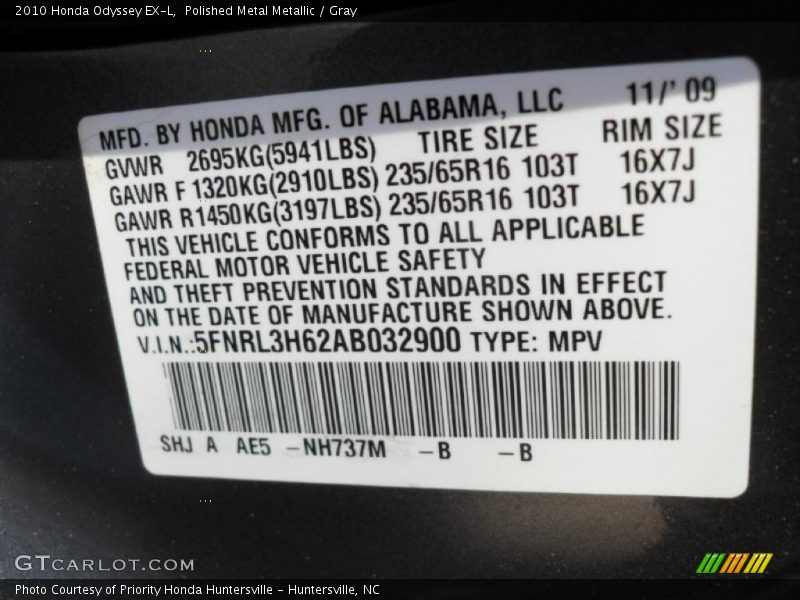 2010 Honda Odyssey EX-L, Polished Metal Metallic / Gray
MFD. BY HONDA MFG. OF ALABAMA, LLC 11/' 09
GVWR 2695KG(5941LBS) TIRE SIZE RIM SIZE
GAWR F 1320KG(2910LBS) 235/65R16 103T 16X7J
GAWR R1450KG(3197LBS) 235/65R16 103T 16X7J
THIS VEHICLE CONFORMS TO ALL APPLICABLE
FEDERAL MOTOR VEHICLE SAFETY
AND THEFT PREVENTION STANDARDS IN EFFECT
ON THE DATE OF MANUFACTURE SHOWN ABOVE.
V.I.N.:5FNRL3H62AB032900 TYPE: MPV
SHJ A AE5 -NH737M -B -B
GTCARLOT.COM
Photo Courtesy of Priority Honda Huntersville - Huntersville, NC